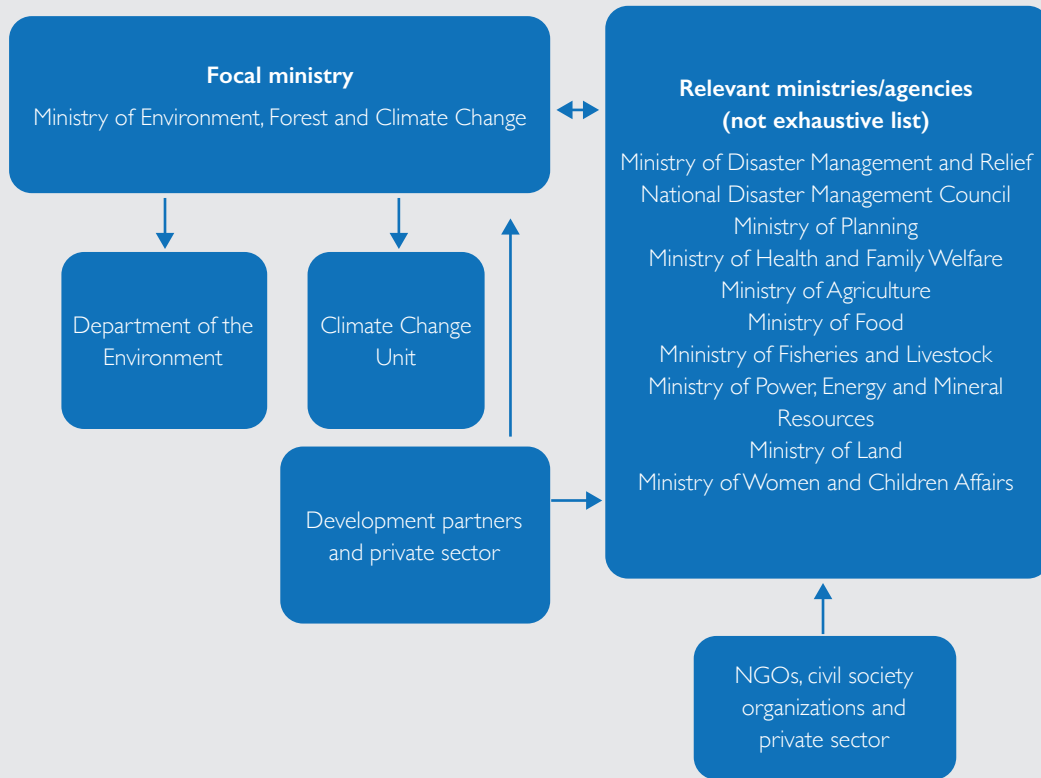 Focal ministry
Ministry of Environment, Forest and Climate Change
Relevant ministries/agencies
(not exhaustive list)
Ministry of Disaster Management and Relief
National Disaster Management Council
Ministry of Planning
Ministry of Health and Family Welfare
Ministry of Agriculture
Ministry of Food
Mninistry of Fisheries and Livestock
Ministry of Power, Energy and Mineral
Resources
Ministry of Land
Ministry of Women and Children Affairs
Department of the
Environment
Climate Change
Unit
Development partners
and private sector
NGOs, civil society
organizations and
private sector